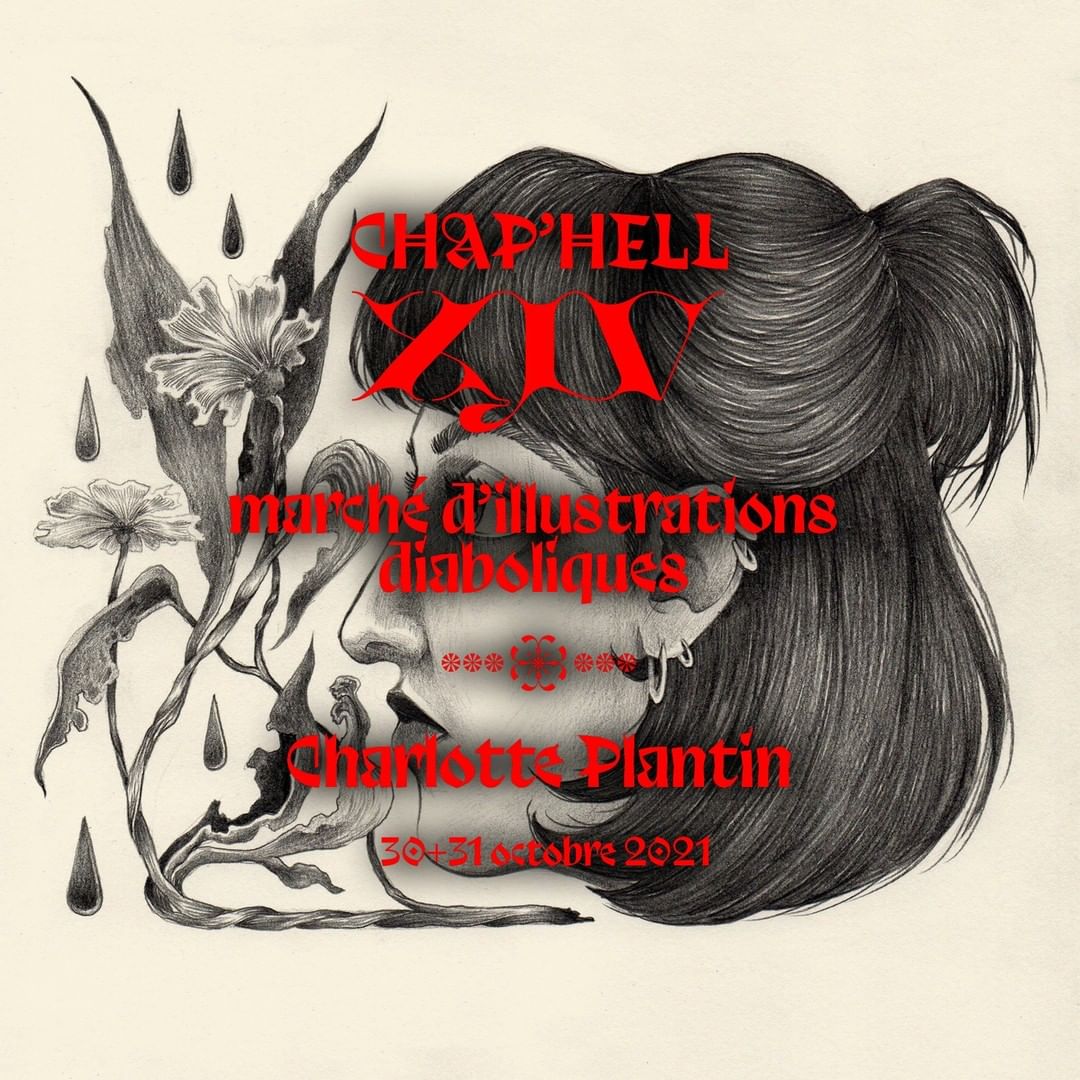 CHAP'HELL
XIV
marché d'illustrations
diaboliques
Charlotte Plantin
30+31 octobre 2021